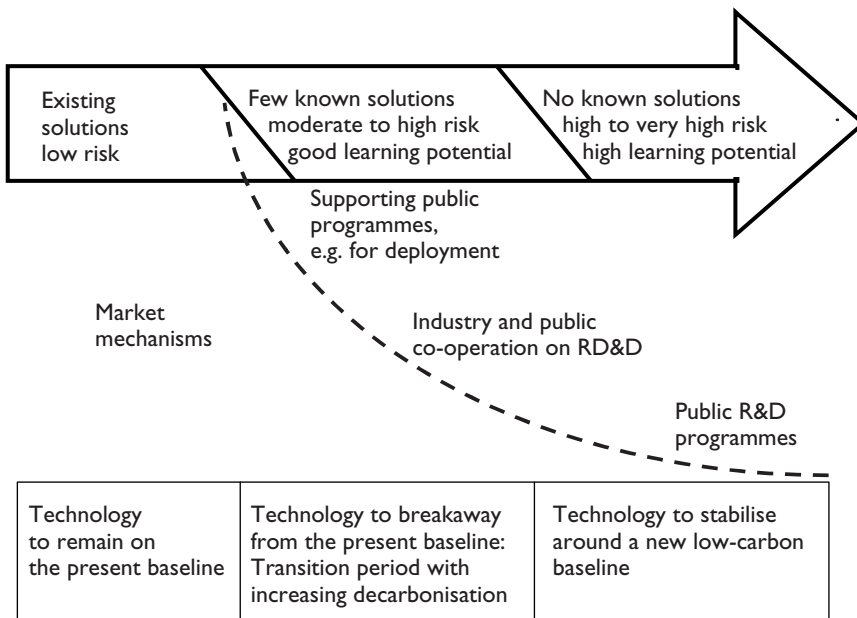 Existing
solutions
low risk
Few known solutions
moderate to high risk
good learning potential
No known solutions
high to very high risk
high learning potential
Supporting public
programmes,
e.g. for deployment
Market
mechanisms
Industry and public
co-operation on RD&D
Public R&D
programmes
Technology
to remain on
the present baseline
Technology to breakaway
from the present baseline:
Transition period with
increasing decarbonisation
Technology to stabilise
around a new low-carbon
baseline